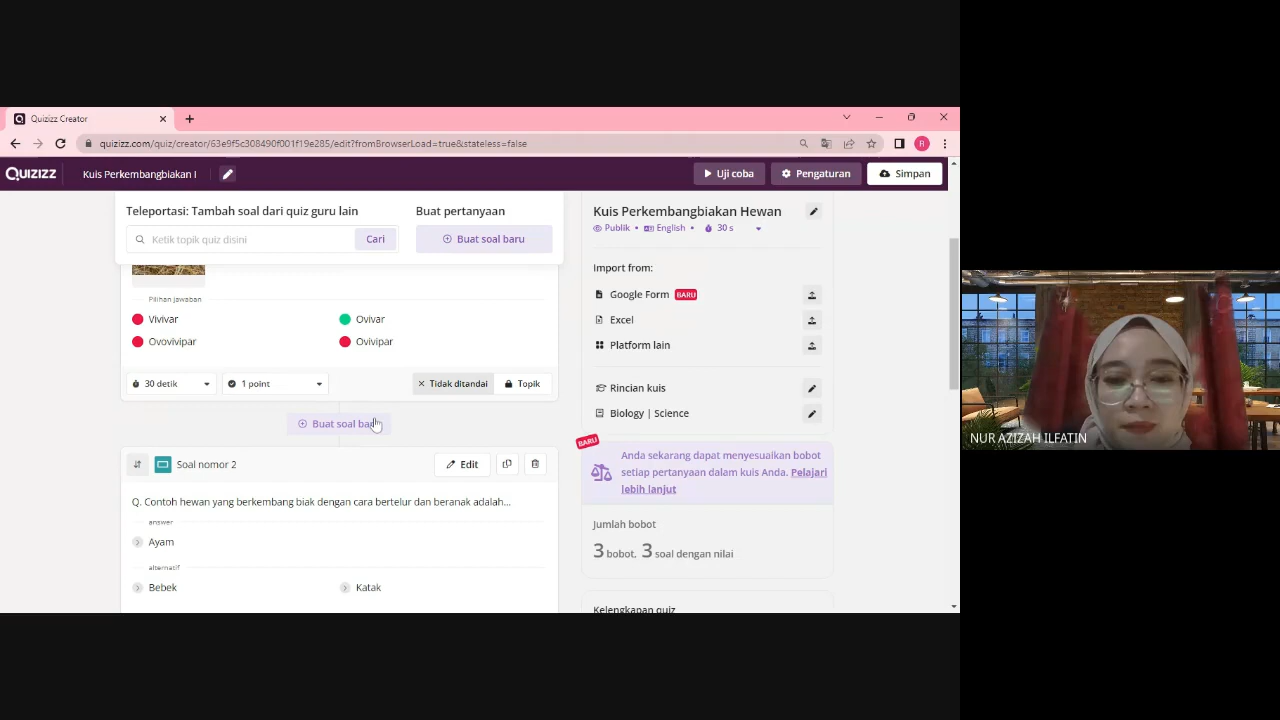 Quizizz Creator
quizizz.com/quiz/creator/63e9f5c308490f001f19e285/edit?fromBrowserLoad=true&stateless=false
R
QUIZIZZ
Kuis Perkembangbiakan I
Uji coba
Pengaturan
Simpan
Teleportasi: Tambah soal dari quiz guru lain
Buat pertanyaan
Ketik topik quiz disini
Cari
Buat soal baru
Pilihan jawaban
Vivivar
Ovivar
Ovovivipar
Ovivipar
30 detik
1 point
Tidak ditandai
Topik
Buat soal baru
Soal nomor 2
Edit
Q. Contoh hewan yang berkembang biak dengan cara bertelur dan beranak adalah...
answer
Ayam
alternatif
Bebek
Katak
Kuis Perkembangbiakan Hewan
Publik • English • 30 s
Import from:
Google Form BARU
Excel
Platform lain
Rincian kuis
Biology | Science
BARU
Anda sekarang dapat menyesuaikan bobot
setiap pertanyaan dalam kuis Anda. Pelajari
lebih lanjut
Jumlah bobot
3 bobot, 3 soal dengan nilai
Kelengkapan quiz
NUR AZIZAH ILFATIN